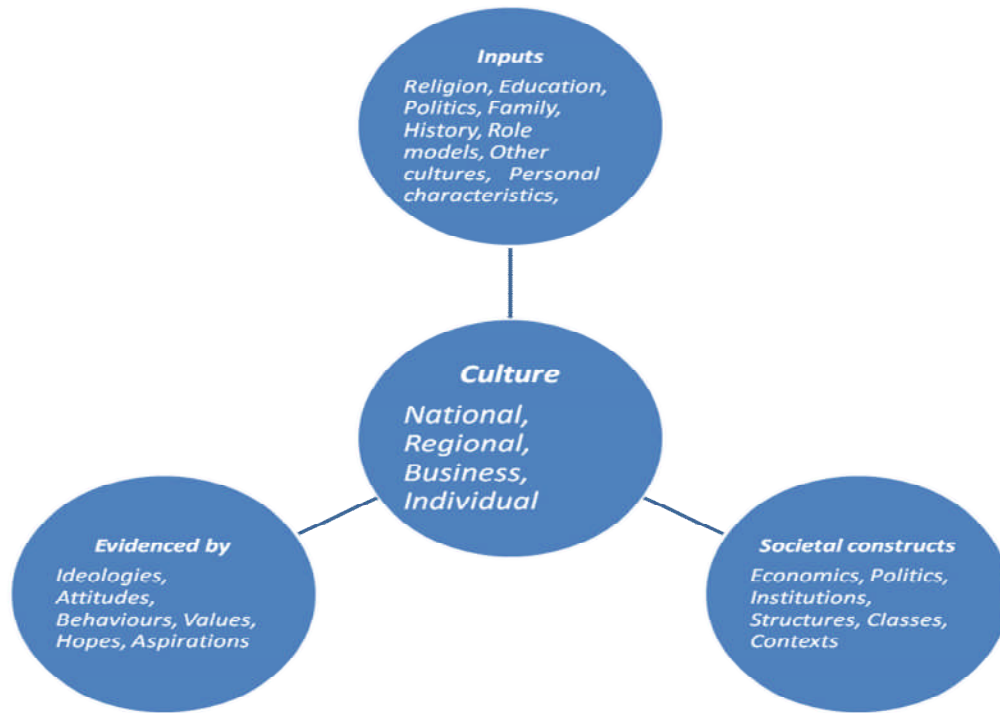 Inputs
Religion, Education,
Politics, Family,
History, Role
models, Other
cultures, Personal
characteristics,
Culture
National,
Regional,
Business,
Individual
Evidenced by
Ideologies,
Attitudes,
Behaviours, Values,
Hopes, Aspirations
Societal constructs
Economics, Politics,
Institutions,
Structures, Classes,
Contexts